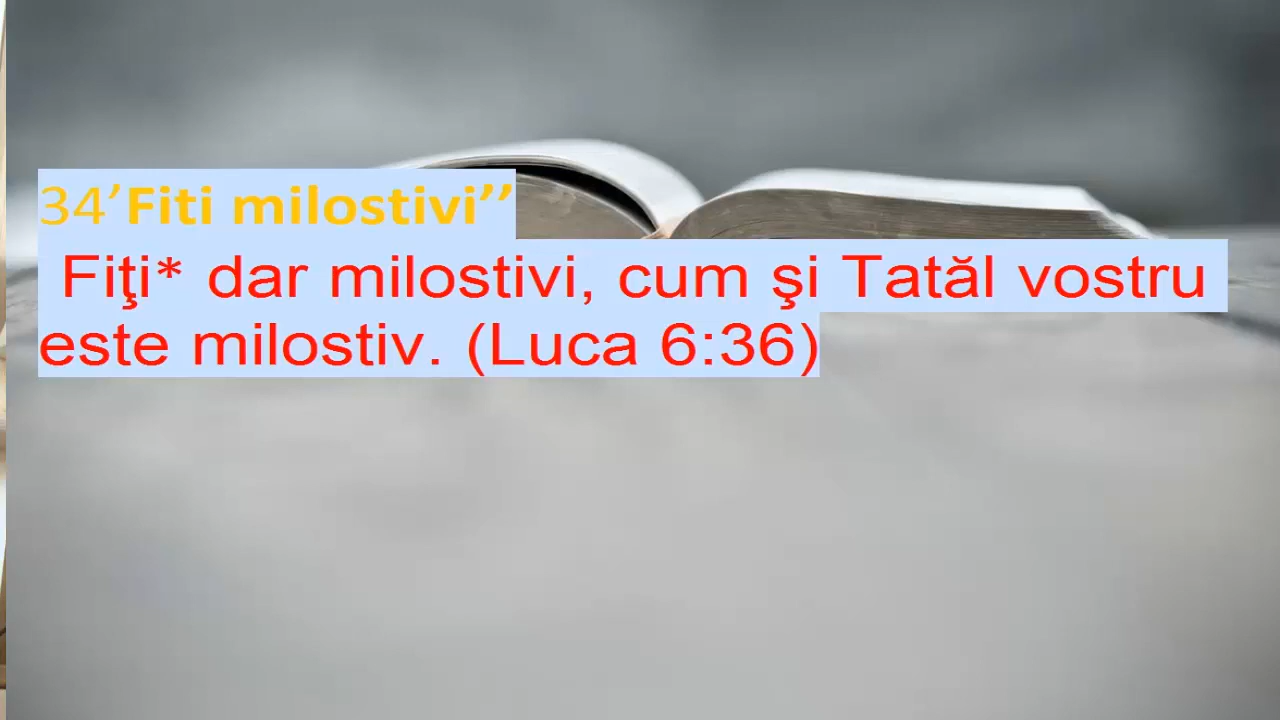 34’Fiti milostivi’’
Fiţi* dar milostivi, cum şi Tatăl vostru
este milostiv. (Luca 6:36)